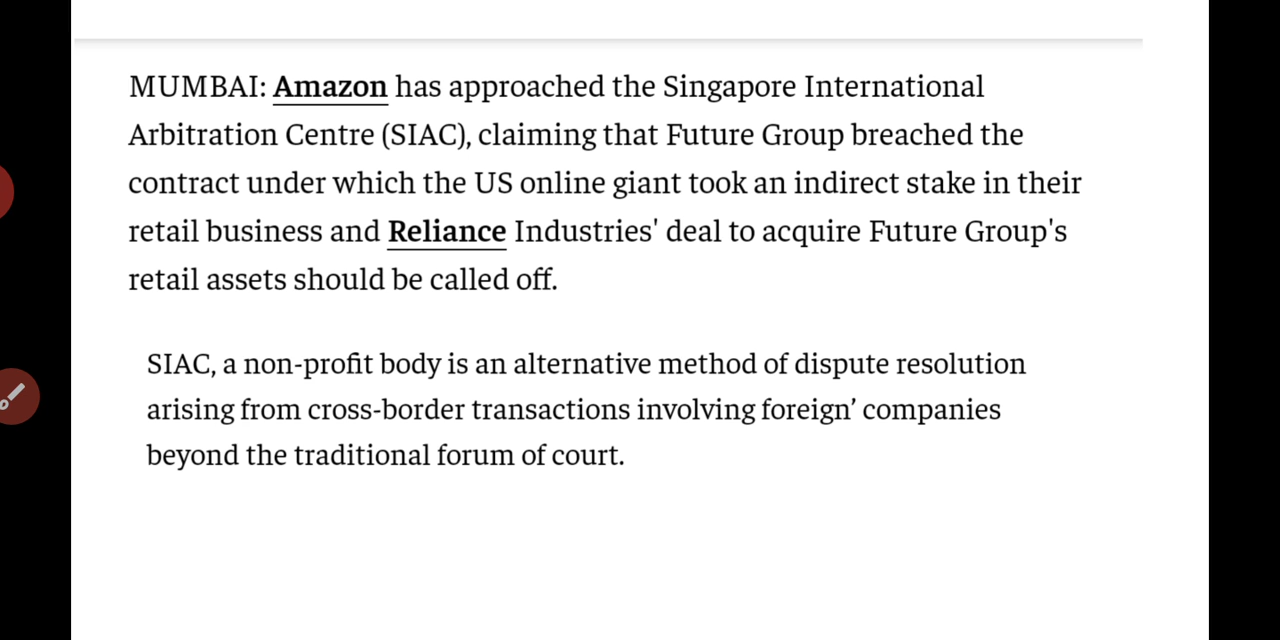 MUMBAI: Amazon has approached the Singapore International
Arbitration Centre (SIAC), claiming that Future Group breached the
contract under which the US online giant took an indirect stake in their
retail business and Reliance Industries' deal to acquire Future Group's
retail assets should be called off.
SIAC, a non-profit body is an alternative method of dispute resolution
arising from cross-border transactions involving foreign’ companies
beyond the traditional forum of court.